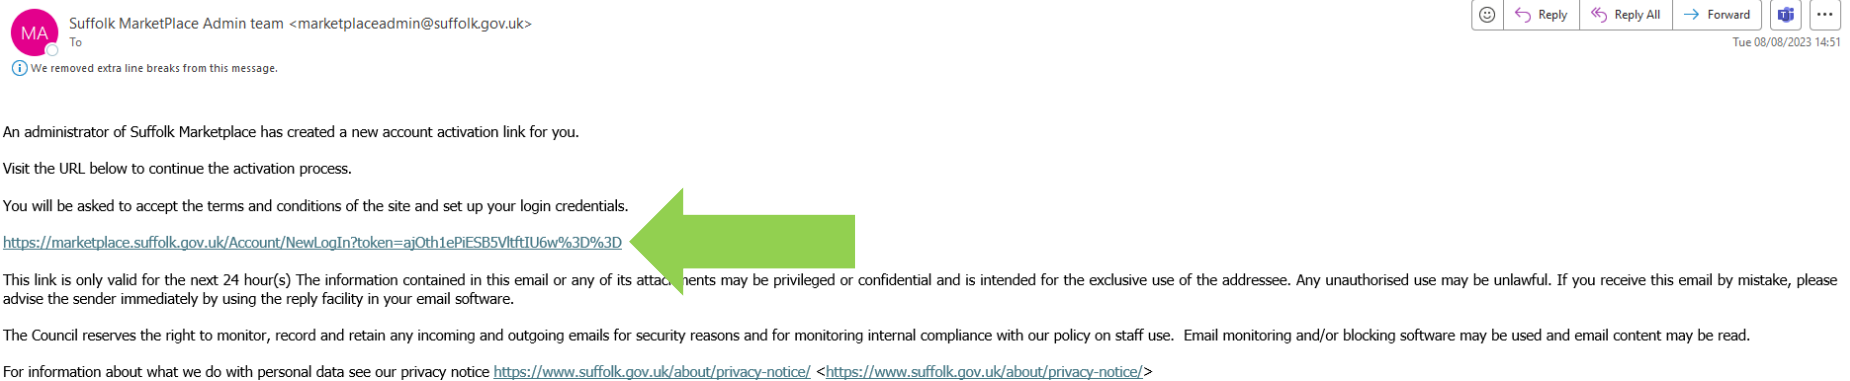 MA
Suffolk MarketPlace Admin team <marketplaceadmin@suffolk.gov.uk>
To
Reply
Reply All
Forward
Tue 08/08/2023 14:51
We removed extra line breaks from this message.
An administrator of Suffolk Marketplace has created a new account activation link for you.
Visit the URL below to continue the activation process.
You will be asked to accept the terms and conditions of the site and set up your login credentials.
https://marketplace.suffolk.gov.uk/Account/NewLogIn?token=ajOth1ePiESB5VltftIU6w%3D%3D
This link is only valid for the next 24 hour(s) The information contained in this email or any of its may be privileged or confidential and is intended for the exclusive use of the addressee. Any unauthorised use may be unlawful. If you receive this email by mistake, please
advise the sender immediately by using the reply facility in your email software.
The Council reserves the right to monitor, record and retain any incoming and outgoing emails for security reasons and for monitoring internal compliance with our policy on staff use.  Email monitoring and/or blocking software may be used and email content may be read.
For information about what we do with personal data see our privacy notice https://www.suffolk.gov.uk/about/privacy-notice/ <https://www.suffolk.gov.uk/about/privacy-notice/>